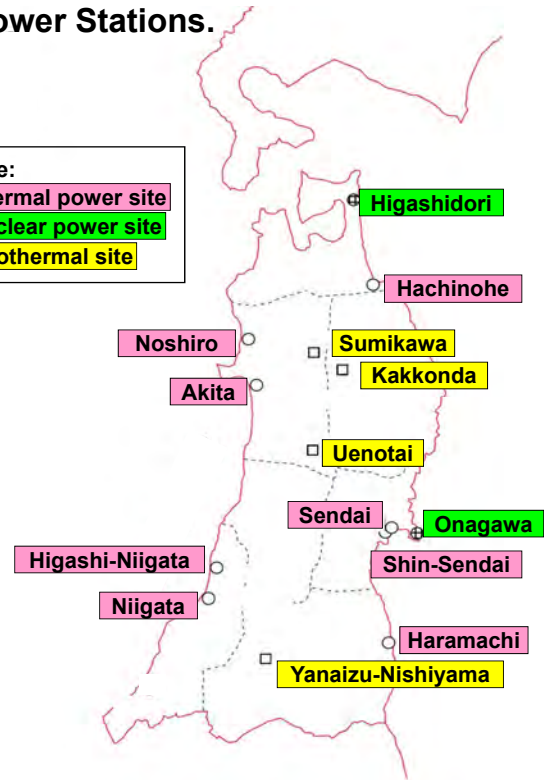 ower Stations.
e:
ermal power site
clear power site
othermal site
Higashidori
Hachinohe
Noshiro
Sumikawa
Kakkonda
Akita
Uenotai
Sendai
Onagawa
Higashi-Niigata
Shin-Sendai
Niigata
Haramachi
Yanaizu-Nishiyama